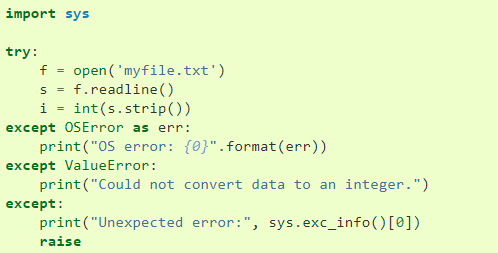 import sys

try:
    f = open('myfile.txt')
    s = f.readline()
    i = int(s.strip())
except OSError as err:
    print("OS error: {0}".format(err))
except ValueError:
    print("Could not convert data to an integer.")
except:
    print("Unexpected error:", sys.exc_info()[0])
    raise